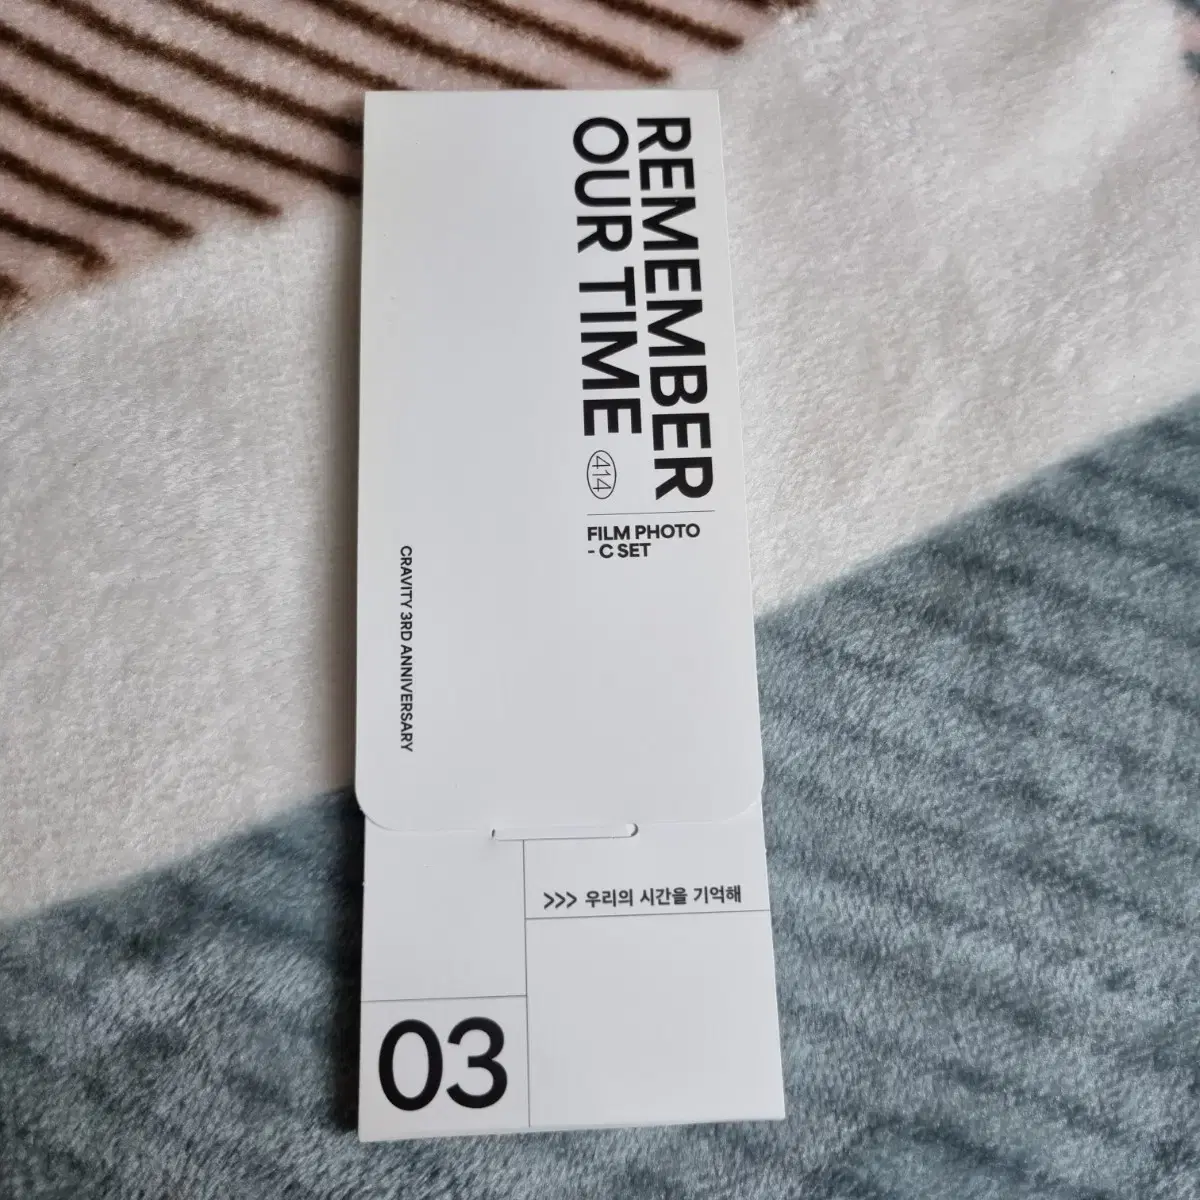 REMEMBER
OUR TIME
414
FILM PHOTO
- C SET
CRAVITY 3RD ANNIVERSARY
>>> 우리의 시간을 기억해
03